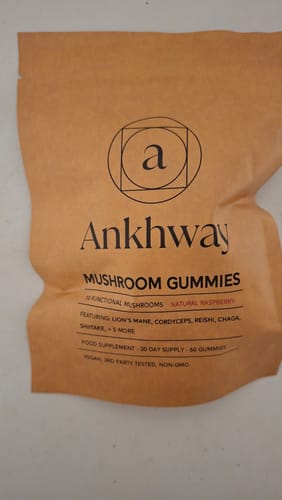 a
Ankhway
MUSHROOM GUMMIES
10 FUNCTIONAL MUSHROOMS NATURAL RASPBERRY
FEATURING: LION'S MANE, CORDYCEPS, REISHI, CHAGA,
SHIITAKE, + 5 MORE
FOOD SUPPLEMENT - 30 DAY SUPPLY - 60 GUMMIES
VEGAN, 3RD PARTY TESTED, NON-GMO